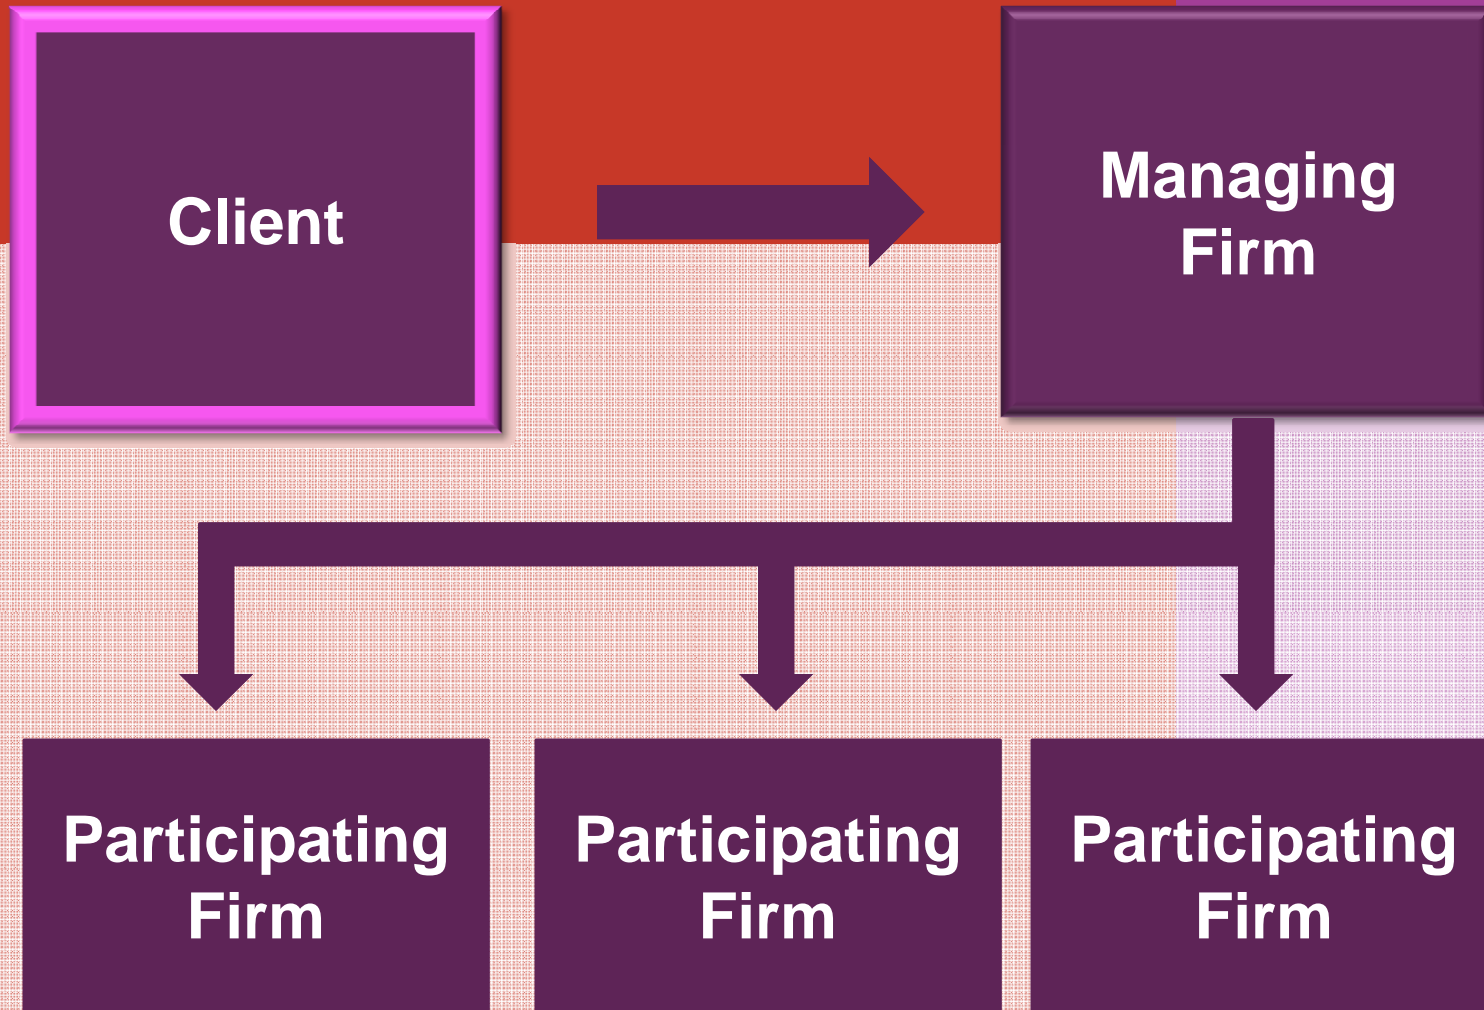 Client
Managing
Firm
Participating
Firm
Participating
Firm
Participating
Firm